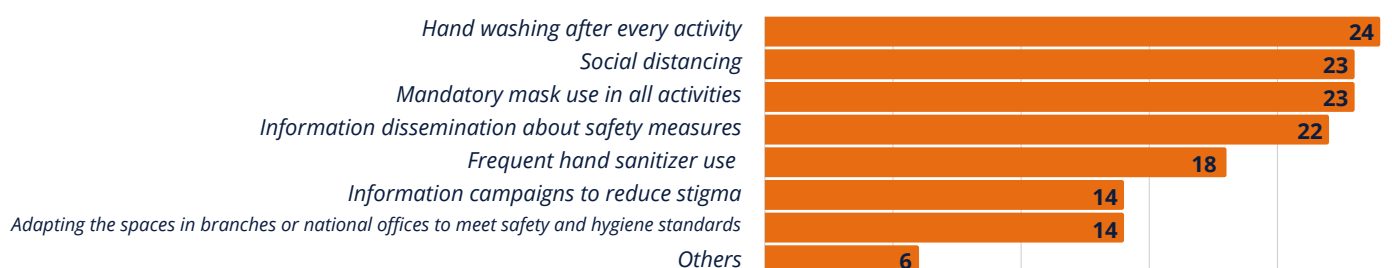 Hand washing after every activity 24
Social distancing 23
Mandatory mask use in all activities 23
Information dissemination about safety measures 22
Frequent hand sanitizer use 18
Information campaigns to reduce stigma 14
Adapting the spaces in branches or national offices to meet safety and hygiene standards 14
Others 6